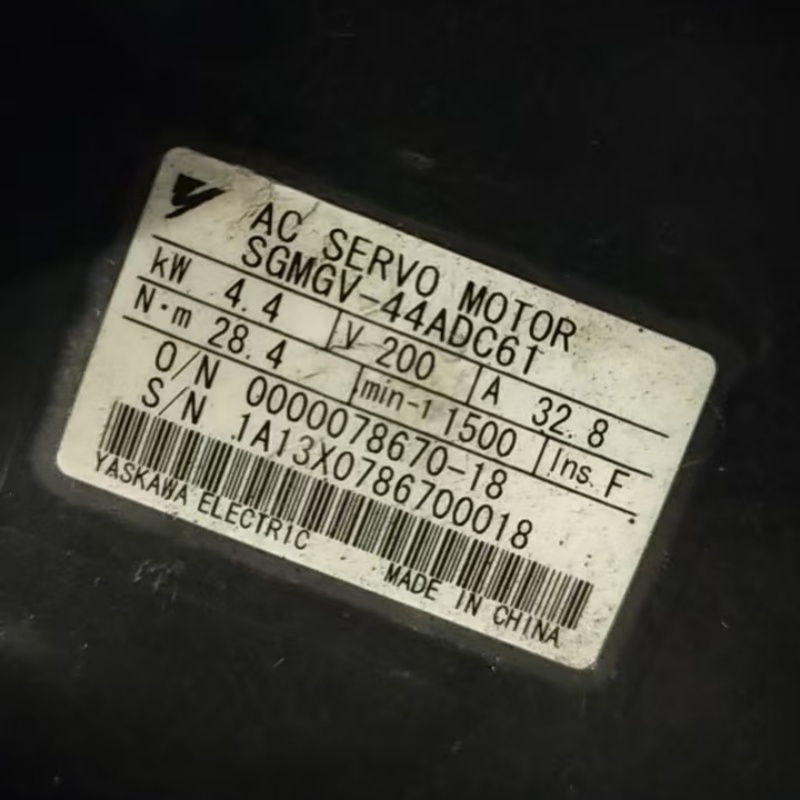 AC SERVO MOTOR
SGMGV-44ADC61
kW 4.4 V 200 A 32.8
N·m 28.4 min-1 1500 Ins. F
O/N 0000078670-18
S/N 1A13X0786700018
YASKAWA ELECTRIC MADE IN CHINA